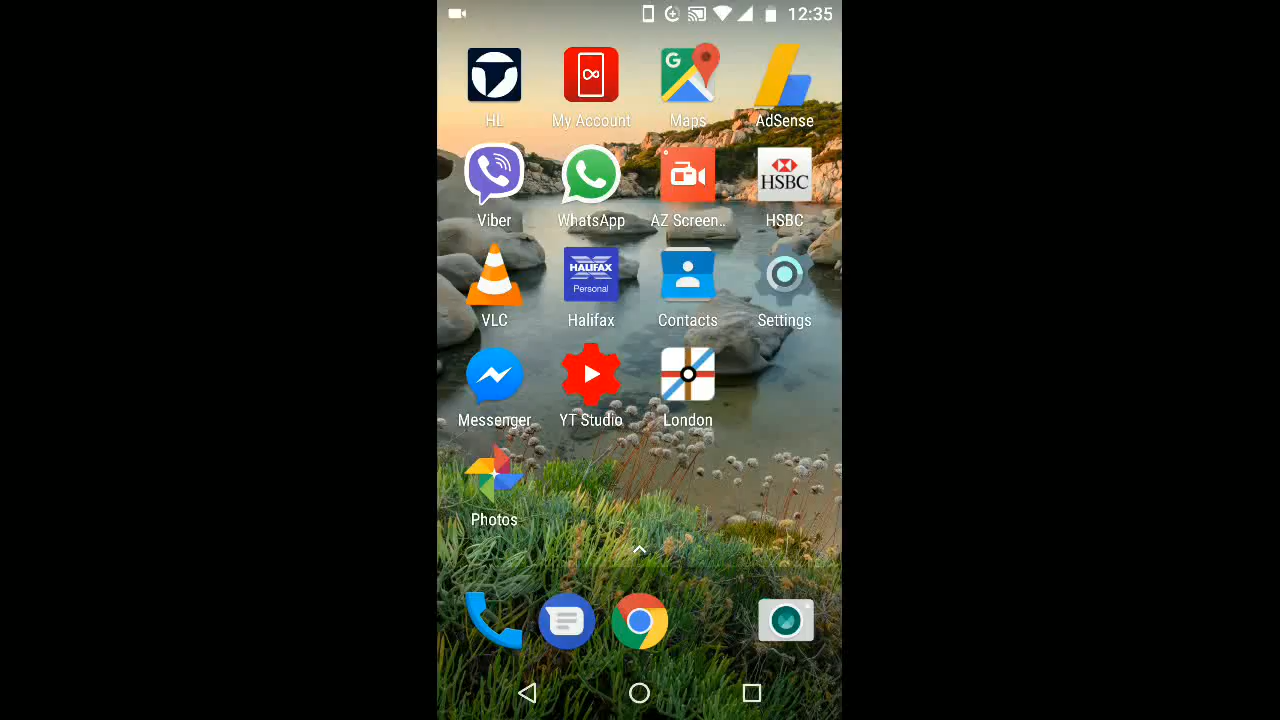 12:35
HL
My Account
Maps
AdSense
G
Viber
WhatsApp
AZ Screen..
HSBC
HSBC
VLC
Halifax
Contacts
Settings
HALIFAX
Personal
Messenger
YT Studio
London
Photos